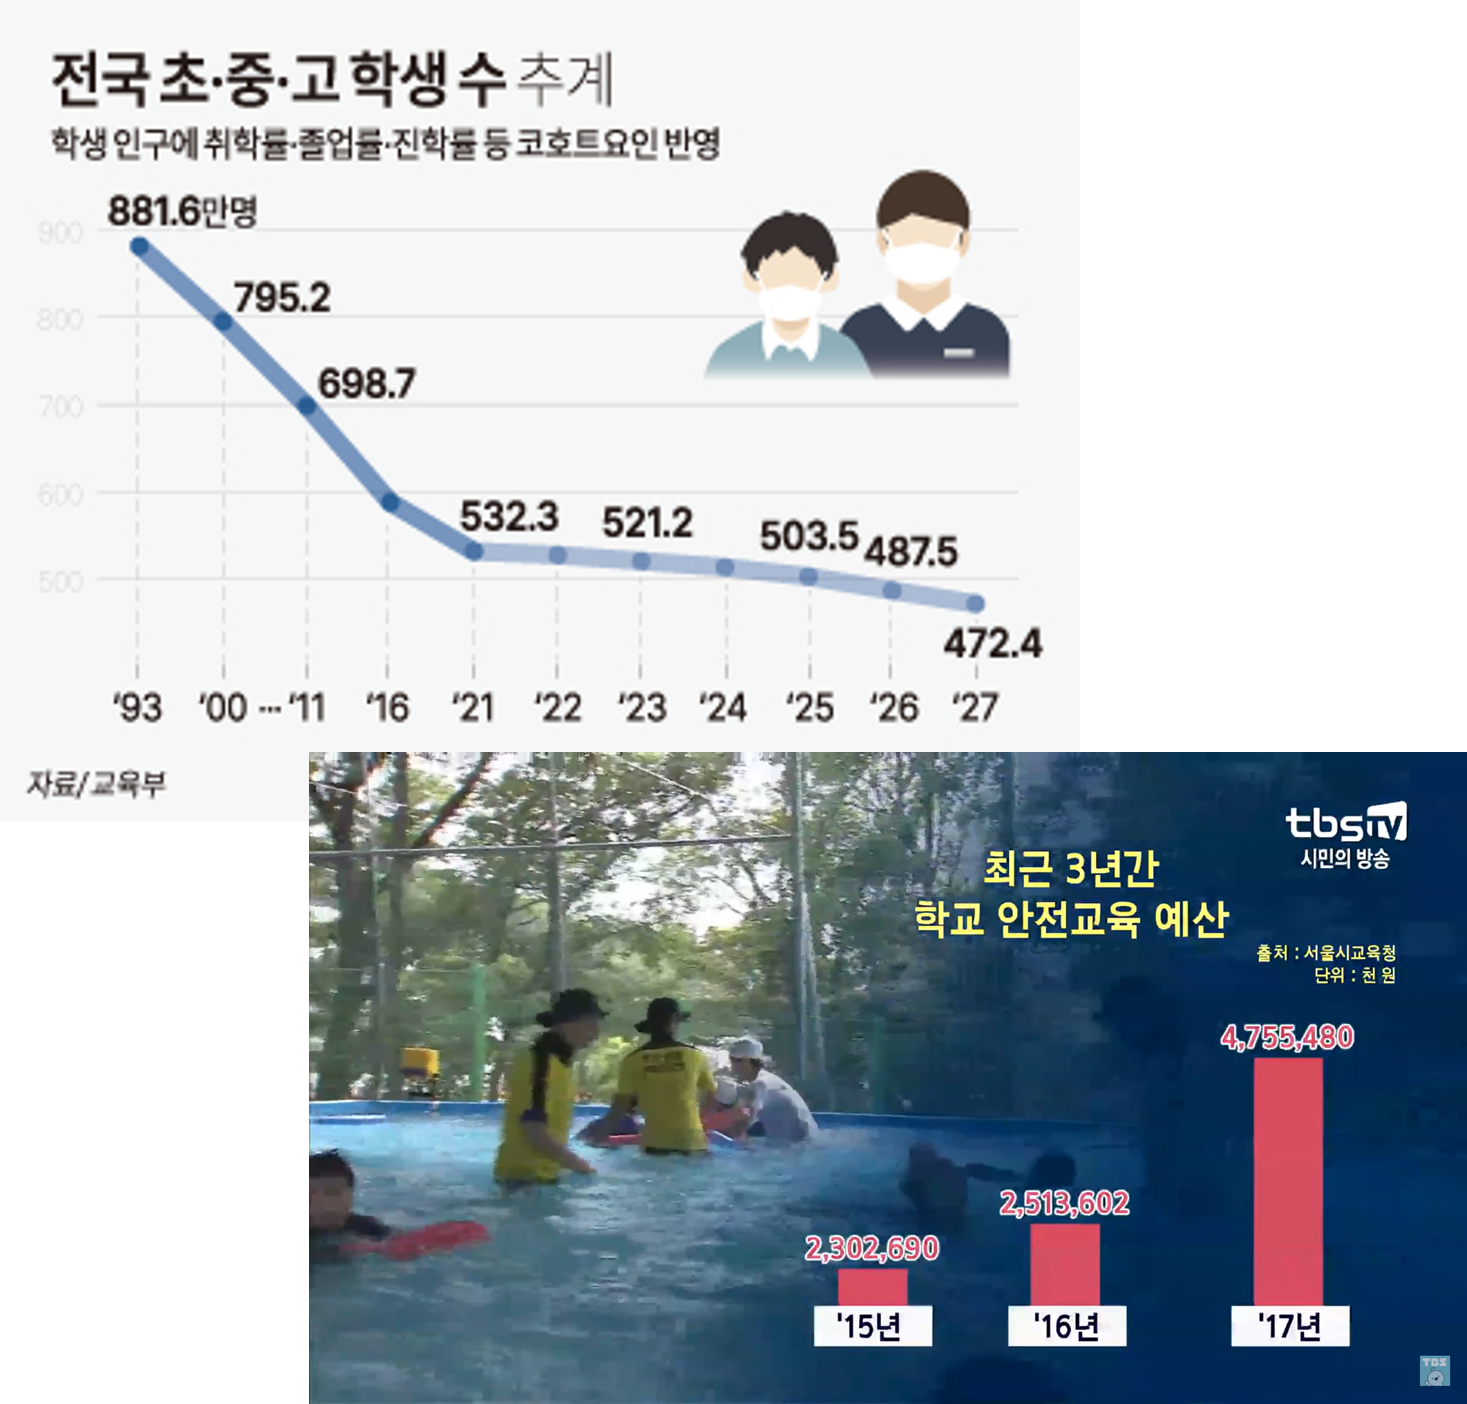 전국 초·중·고 학생 수 추계
학생 인구에 취학률·졸업률·진학률 등 코호트요인 반영
881.6만명
900
795.2
800
698.7
700
600
532.3
521.2
503.5
487.5
500
472.4
'93
'00
...
'11
'16
'21
'22
'23
'24
'25
'26
'27
자료/교육부
tbsTV
시민의 방송
최근 3년간
학교 안전교육 예산
출처 : 서울시교육청
단위 : 천 원
4,755,480
2,513,602
2,302,690
'15년
'16년
'17년
TBS